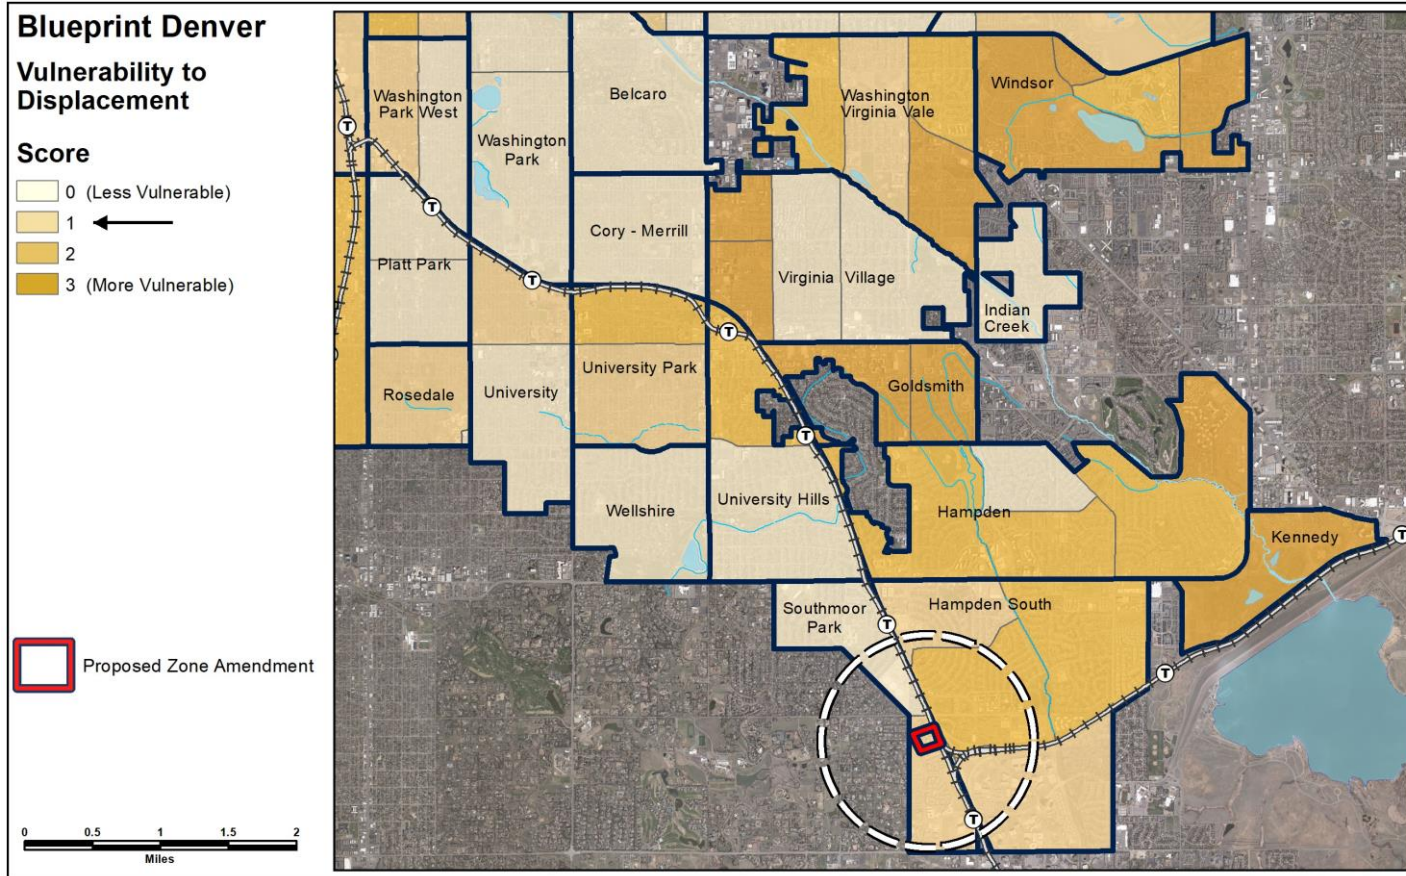 Blueprint Denver
Vulnerability to
Displacement
Score
0 (Less Vulnerable)
1
2
3 (More Vulnerable)
Proposed Zone Amendment
0 0.5 1 1.5 2
Miles
Washington
Park West
Washington
Park
Belcaro
Washington
Virginia Vale
Windsor
T
T
Platt Park
Cory - Merrill
T
Virginia Village
Indian
Creek
T
Rosedale
University
University Park
Goldsmith
T
Wellshire
University Hills
Hampden
Kennedy
T
Southmoor
Park
Hampden South
T
T
T